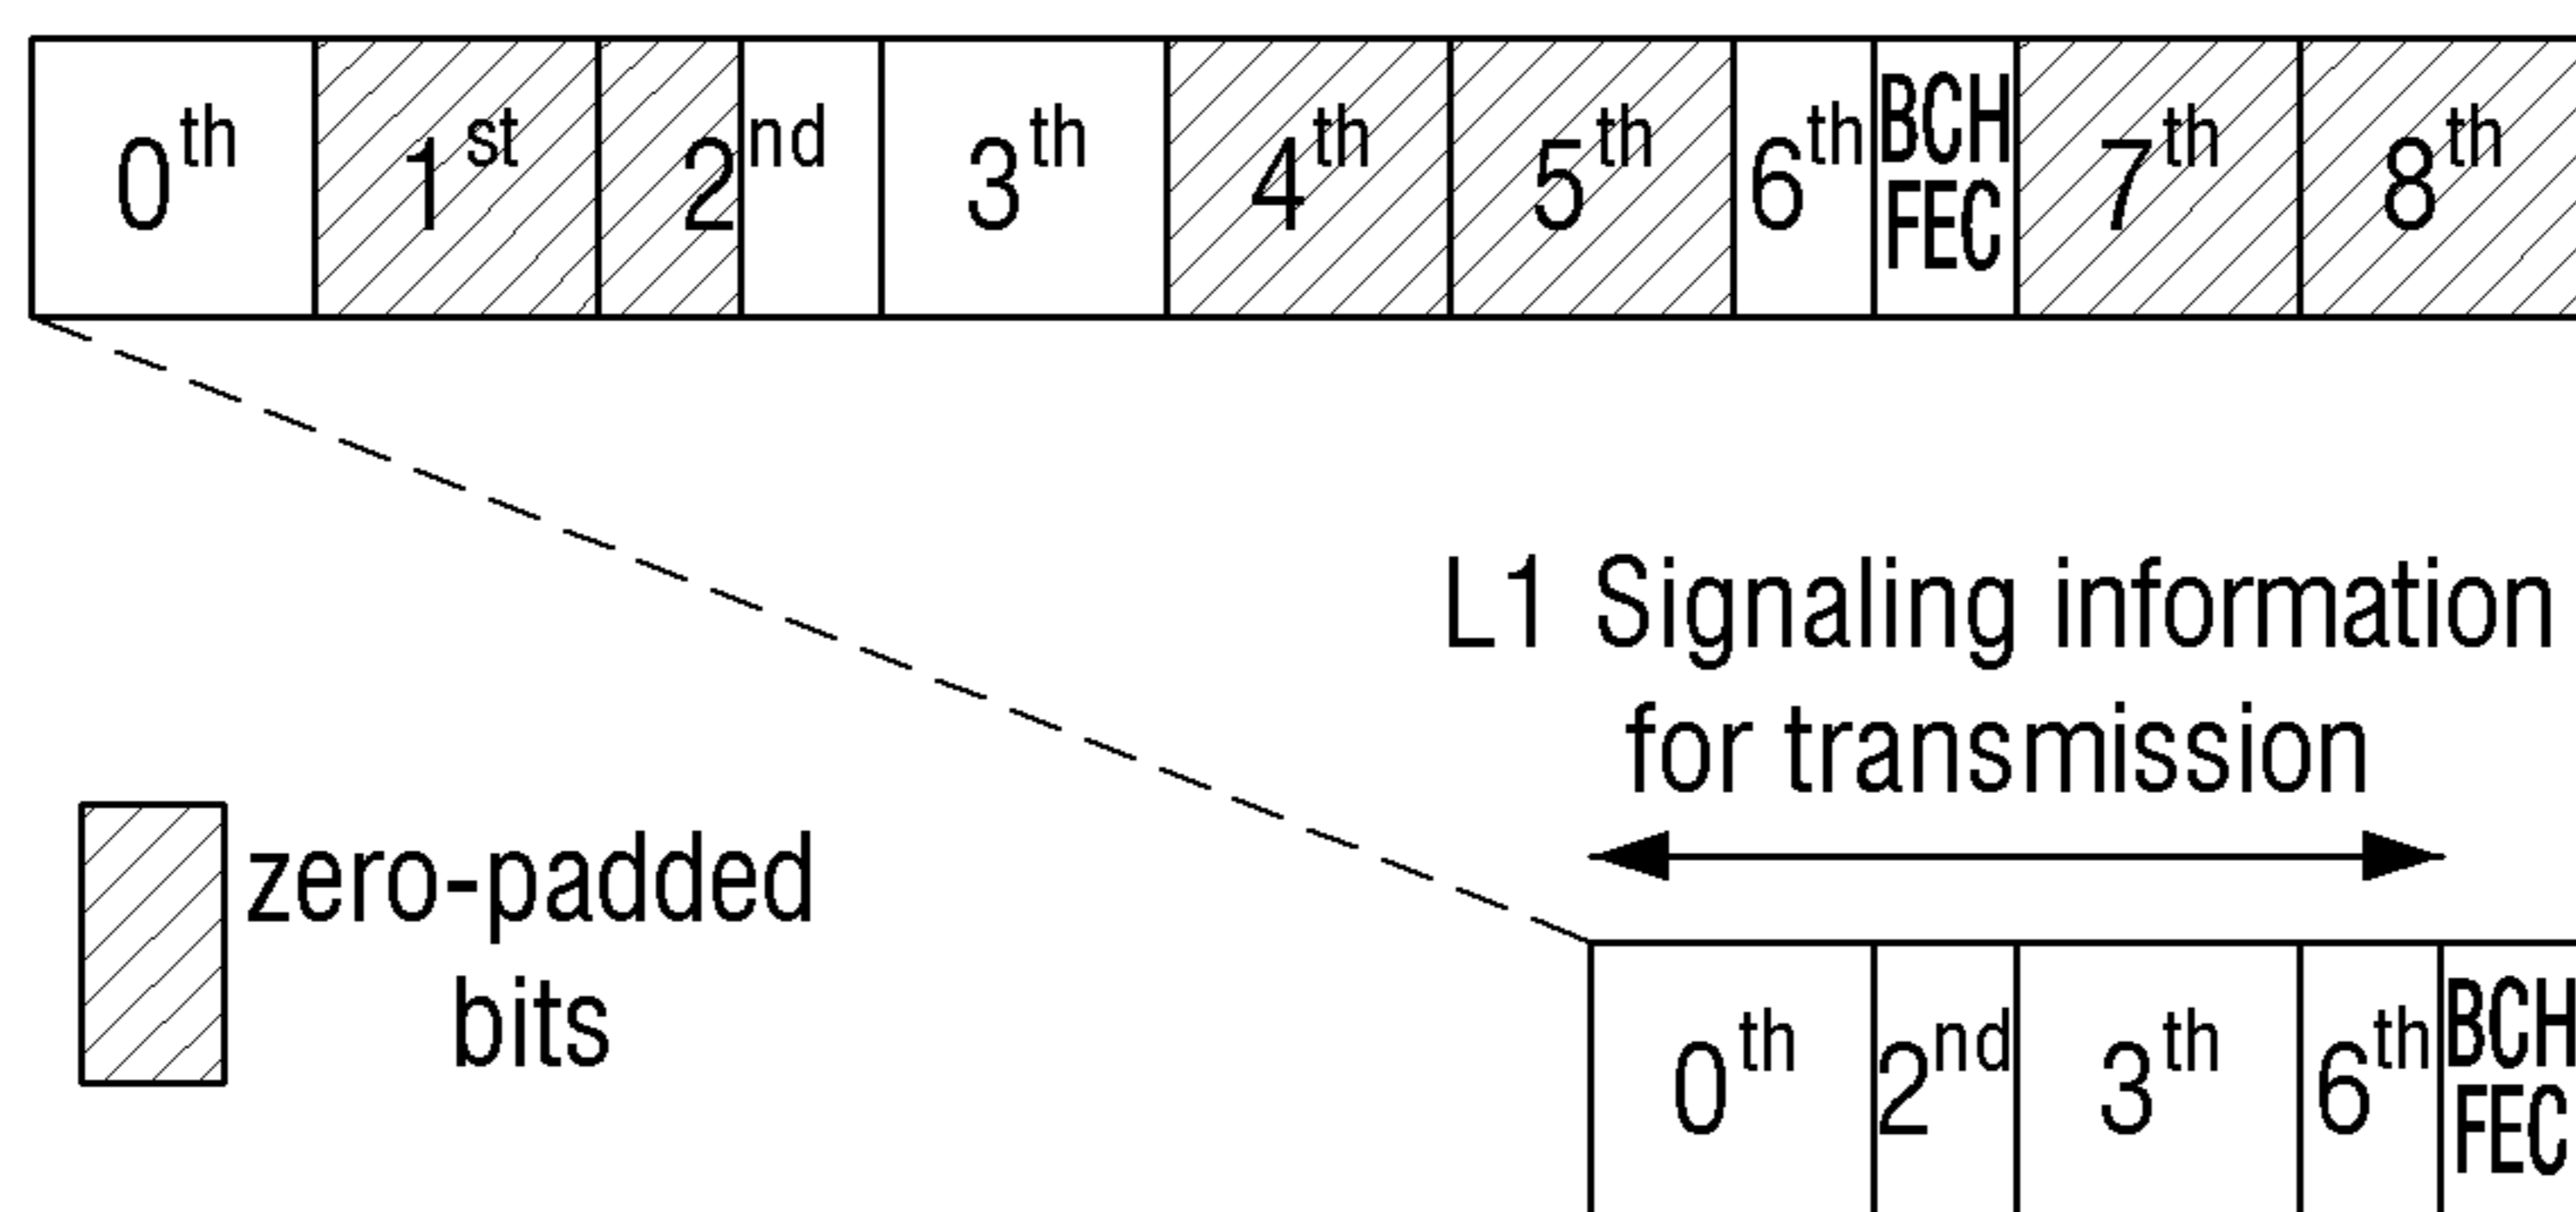 0th 1st 2nd 3th 4th 5th 6th BCH FEC 7th 8th
L1 Signaling information
for transmission
zero-padded
bits
0th 2nd 3th 6th BCH FEC